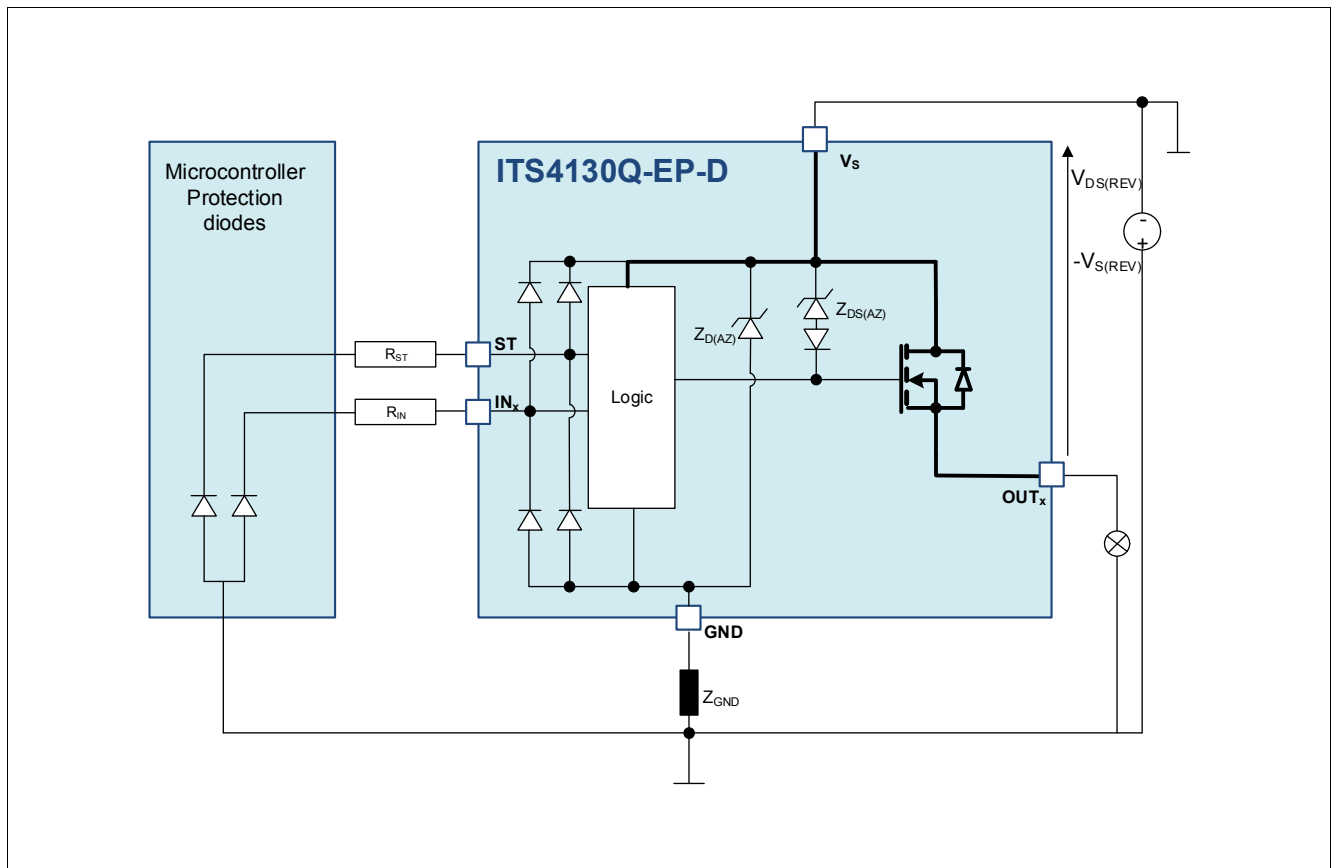 Microcontroller
Protection
diodes
ITS4130Q-EP-D
VS
VDS(REV)
-
+
-VS(REV)
ZDS(AZ)
ZD(AZ)
RST
ST
Logic
RIN
INx
OUTx
GND
ZGND